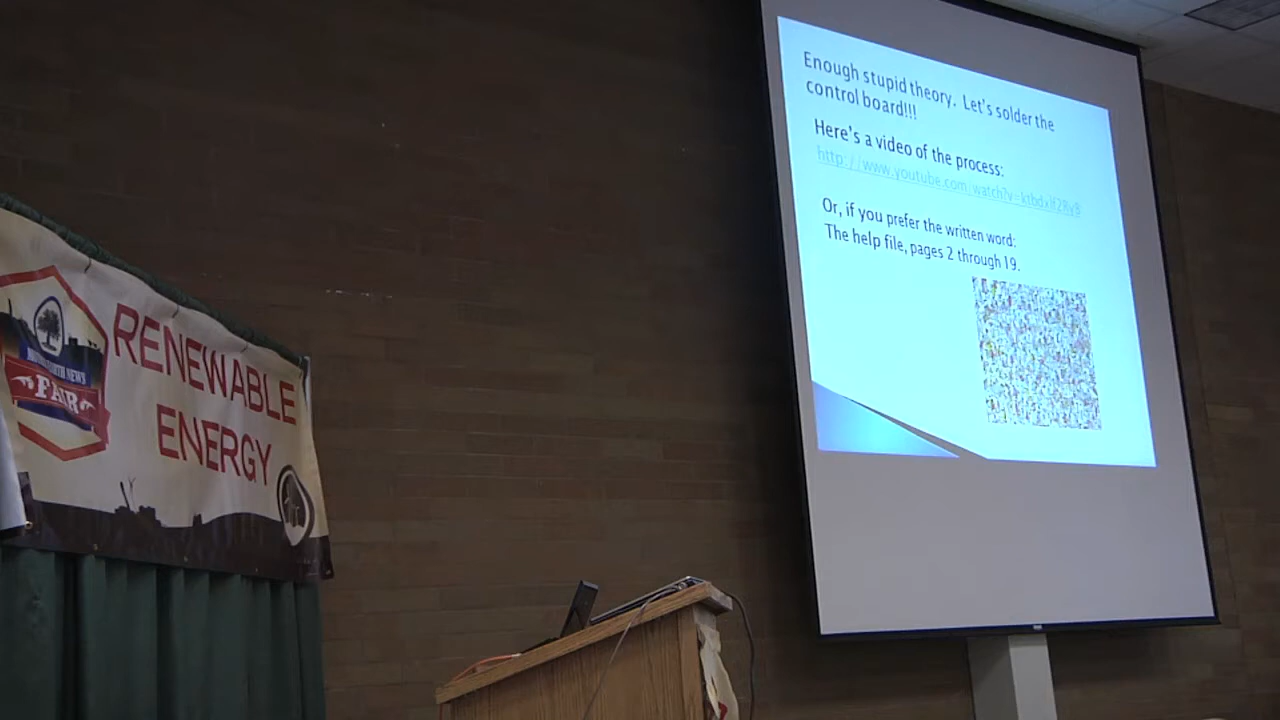 Enough stupid theory. Let's solder the
control board!!!
Here's a video of the process:
Or, if you prefer the written word:
The help file, pages 2 through 19.
RENEWABLE
ENERGY
FAIR